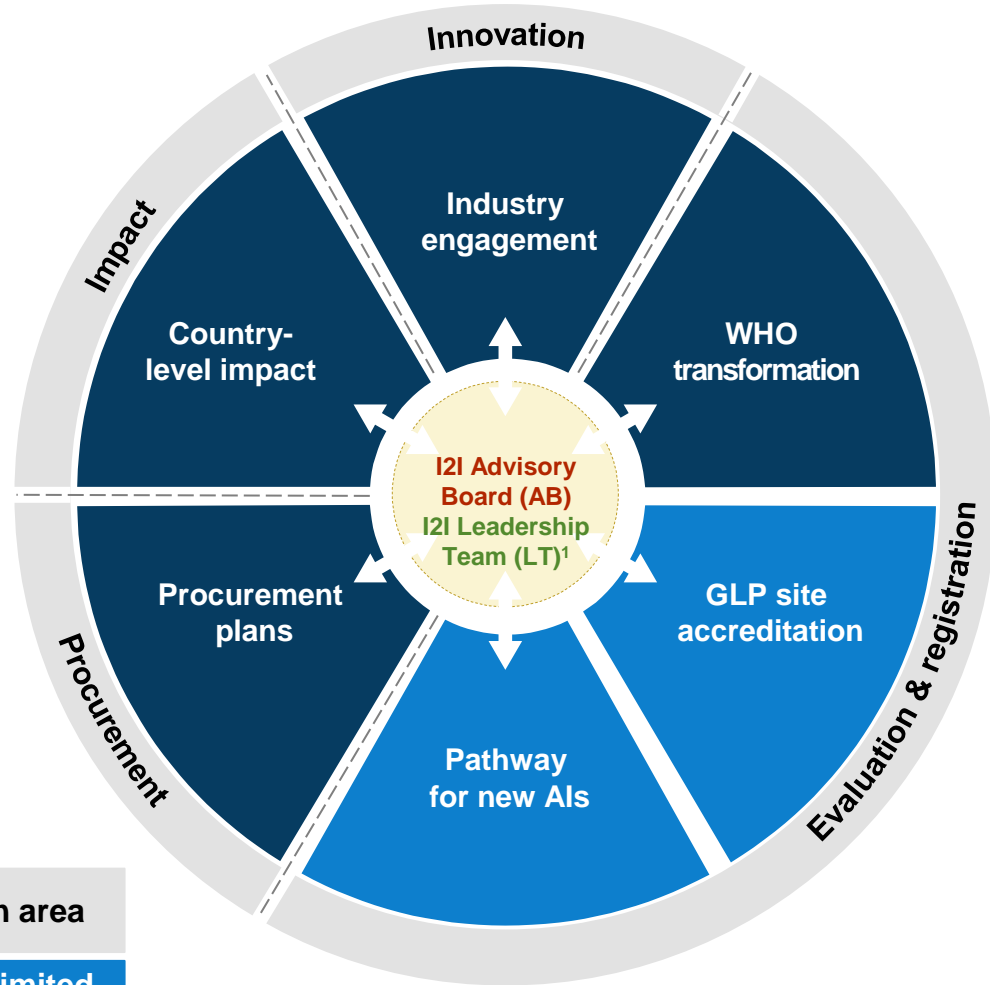 Innovation
Impact
Industry
engagement
Country-
level impact
WHO
transformation
I2I Advisory
Board (AB)
I2I Leadership
Team (LT)¹
Procurement
plans
GLP site
accreditation
Pathway
for new AIs
Procurement
Evaluation & registration
area
imited